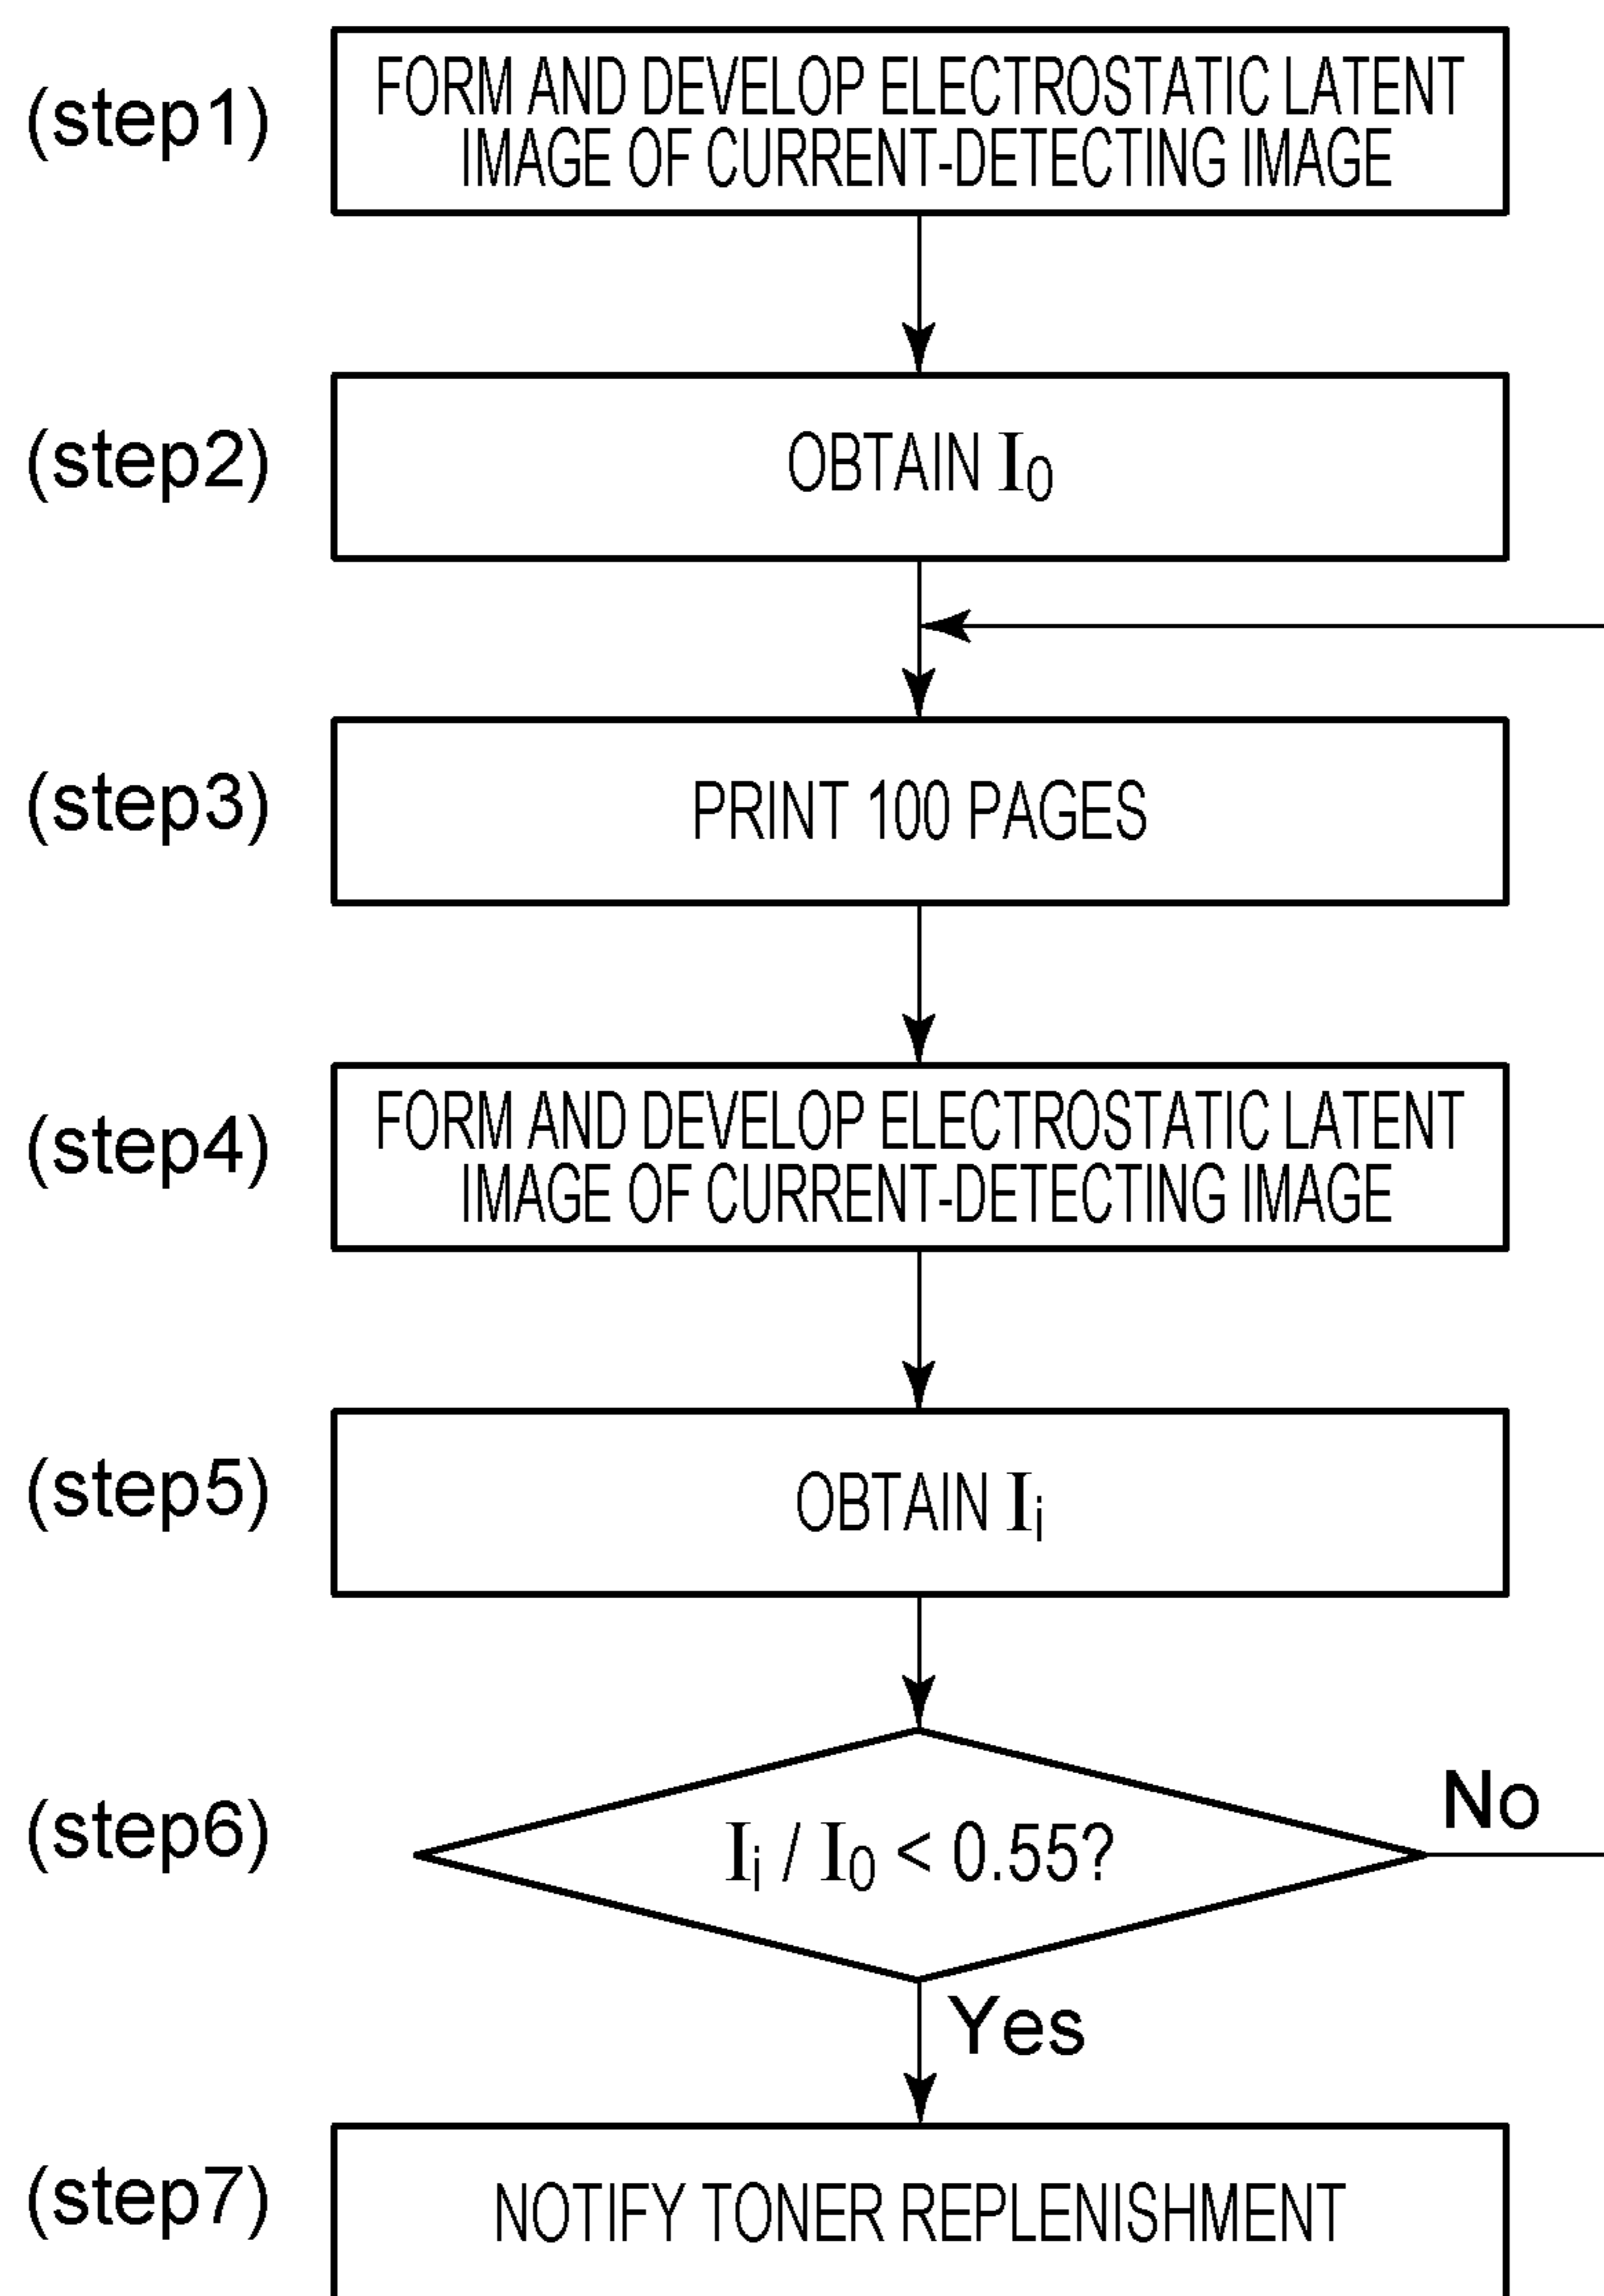 (step1)
FORM AND DEVELOP ELECTROSTATIC LATENT
IMAGE OF CURRENT-DETECTING IMAGE
(step2)
OBTAIN I0
(step3)
PRINT 100 PAGES
(step4)
FORM AND DEVELOP ELECTROSTATIC LATENT
IMAGE OF CURRENT-DETECTING IMAGE
(step5)
OBTAIN Ii
(step6)
Ii / I0 < 0.55?
No
Yes
(step7)
NOTIFY TONER REPLENISHMENT